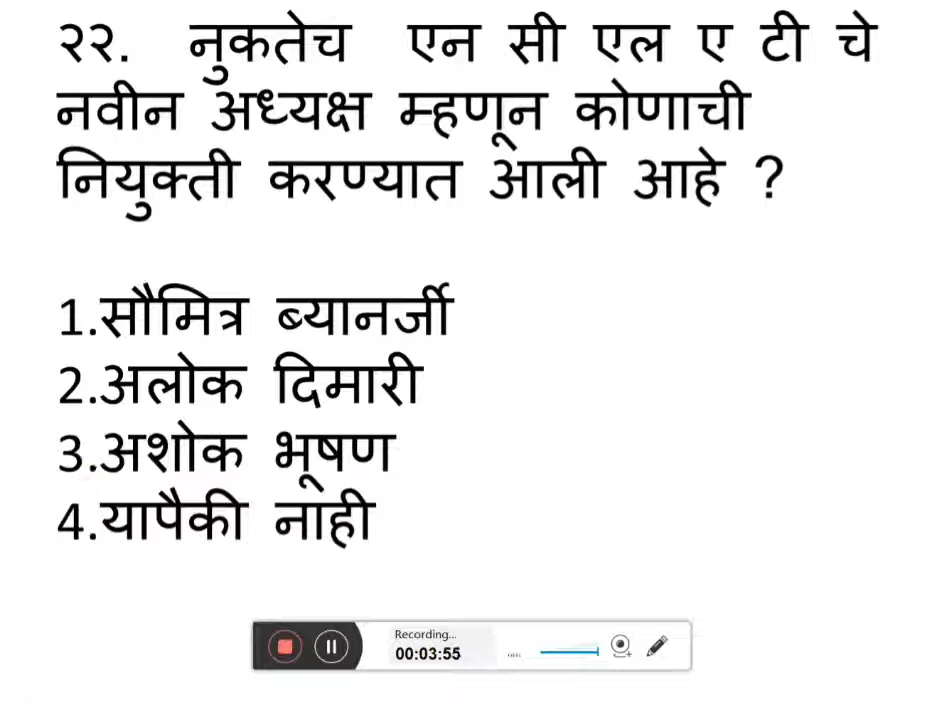 २२. नुकतेच एन सी एल ए टी चे
नवीन अध्यक्ष म्हणून कोणाची
नियुक्ती करण्यात आली आहे ?
1.सौमित्र ब्यानर्जी
2.अलोक दिमारी
3.अशोक भूषण
4.यापैकी नाही
Recording...
00:03:55